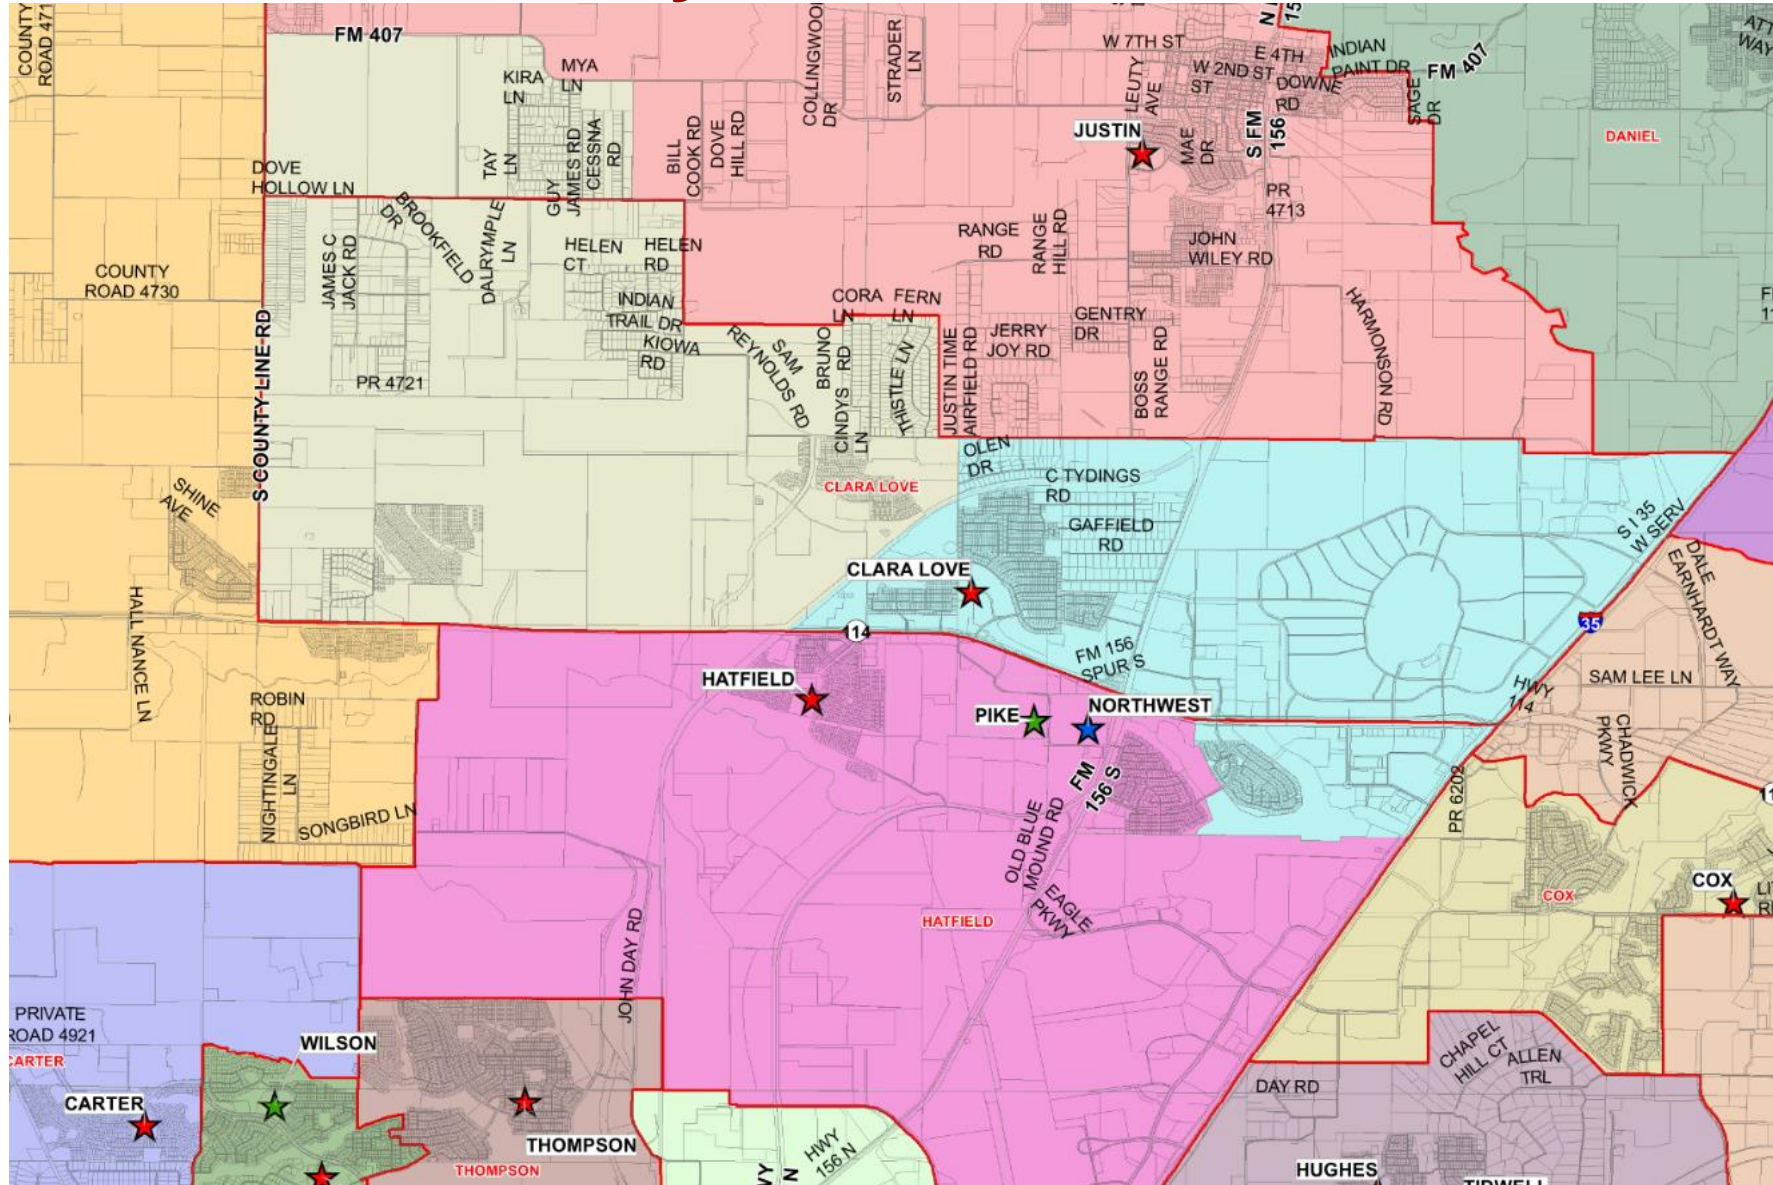 COUNTY
ROAD 471
FM 407
MYA
LN
KIRA
LN
COLLINGWOOD
DR
STRADER
LN
W 7TH ST
LEUTY
AVE
W 2ND ST
ST
E 4TH
INDIAN
PAINT DR
DOWNE
RD
FM 407
SAGE
DR
WAY
JUSTIN
MAE
DR
S FM
156
DANIEL
DOVE
HOLLOW LN
TAY
LN
GUY
JAMES RD
CESSNA
RD
BILL
COOK RD
DOVE
HILL RD
PR
4713
BROOKFIELD
DR
DALRYMPLE
LN
JAMES C
JACK RD
HELEN
CT
HELEN
RD
RANGE
RD
RANGE
HILL RD
JOHN
WILEY RD
COUNTY
ROAD 4730
INDIAN
TRAIL DR
KIOWA
RD
CORA
LN
FERN
LN
GENTRY
DR
JERRY
JOY RD
HARMONSON RD
S COUNTY LINE RD
PR 4721
SAM
REYNOLDS RD
BRUNO
RD
CINDYS
LN
THISTLE LN
JUSTIN TIME
AIRFIELD RD
BOSS
RANGE RD
OLEN
DR
C TYDINGS
RD
CLARA LOVE
SHINE
AVE
GAFFIELD
RD
S I 35
W SERV
CLARA LOVE
DALE
EARNHARDT WAY
HALL NANCE LN
114
35
FM 156
SPUR S
HATFIELD
SAM LEE LN
HWY
114
ROBIN
RD
PIKE
NORTHWEST
CHADWICK
PKWY
NIGHTINGALE
LN
FM
156 S
PR 6202
SONGBIRD LN
OLD BLUE
MOUND RD
COX
COX
EAGLE
PKWY
HATFIELD
JOHN DAY RD
PRIVATE
ROAD 4921
CARTER
WILSON
CHAPEL
HILL CT
ALLEN
TRL
DAY RD
CARTER
THOMPSON
THOMPSON
HWY
156 N
HUGHES
TIDWELL